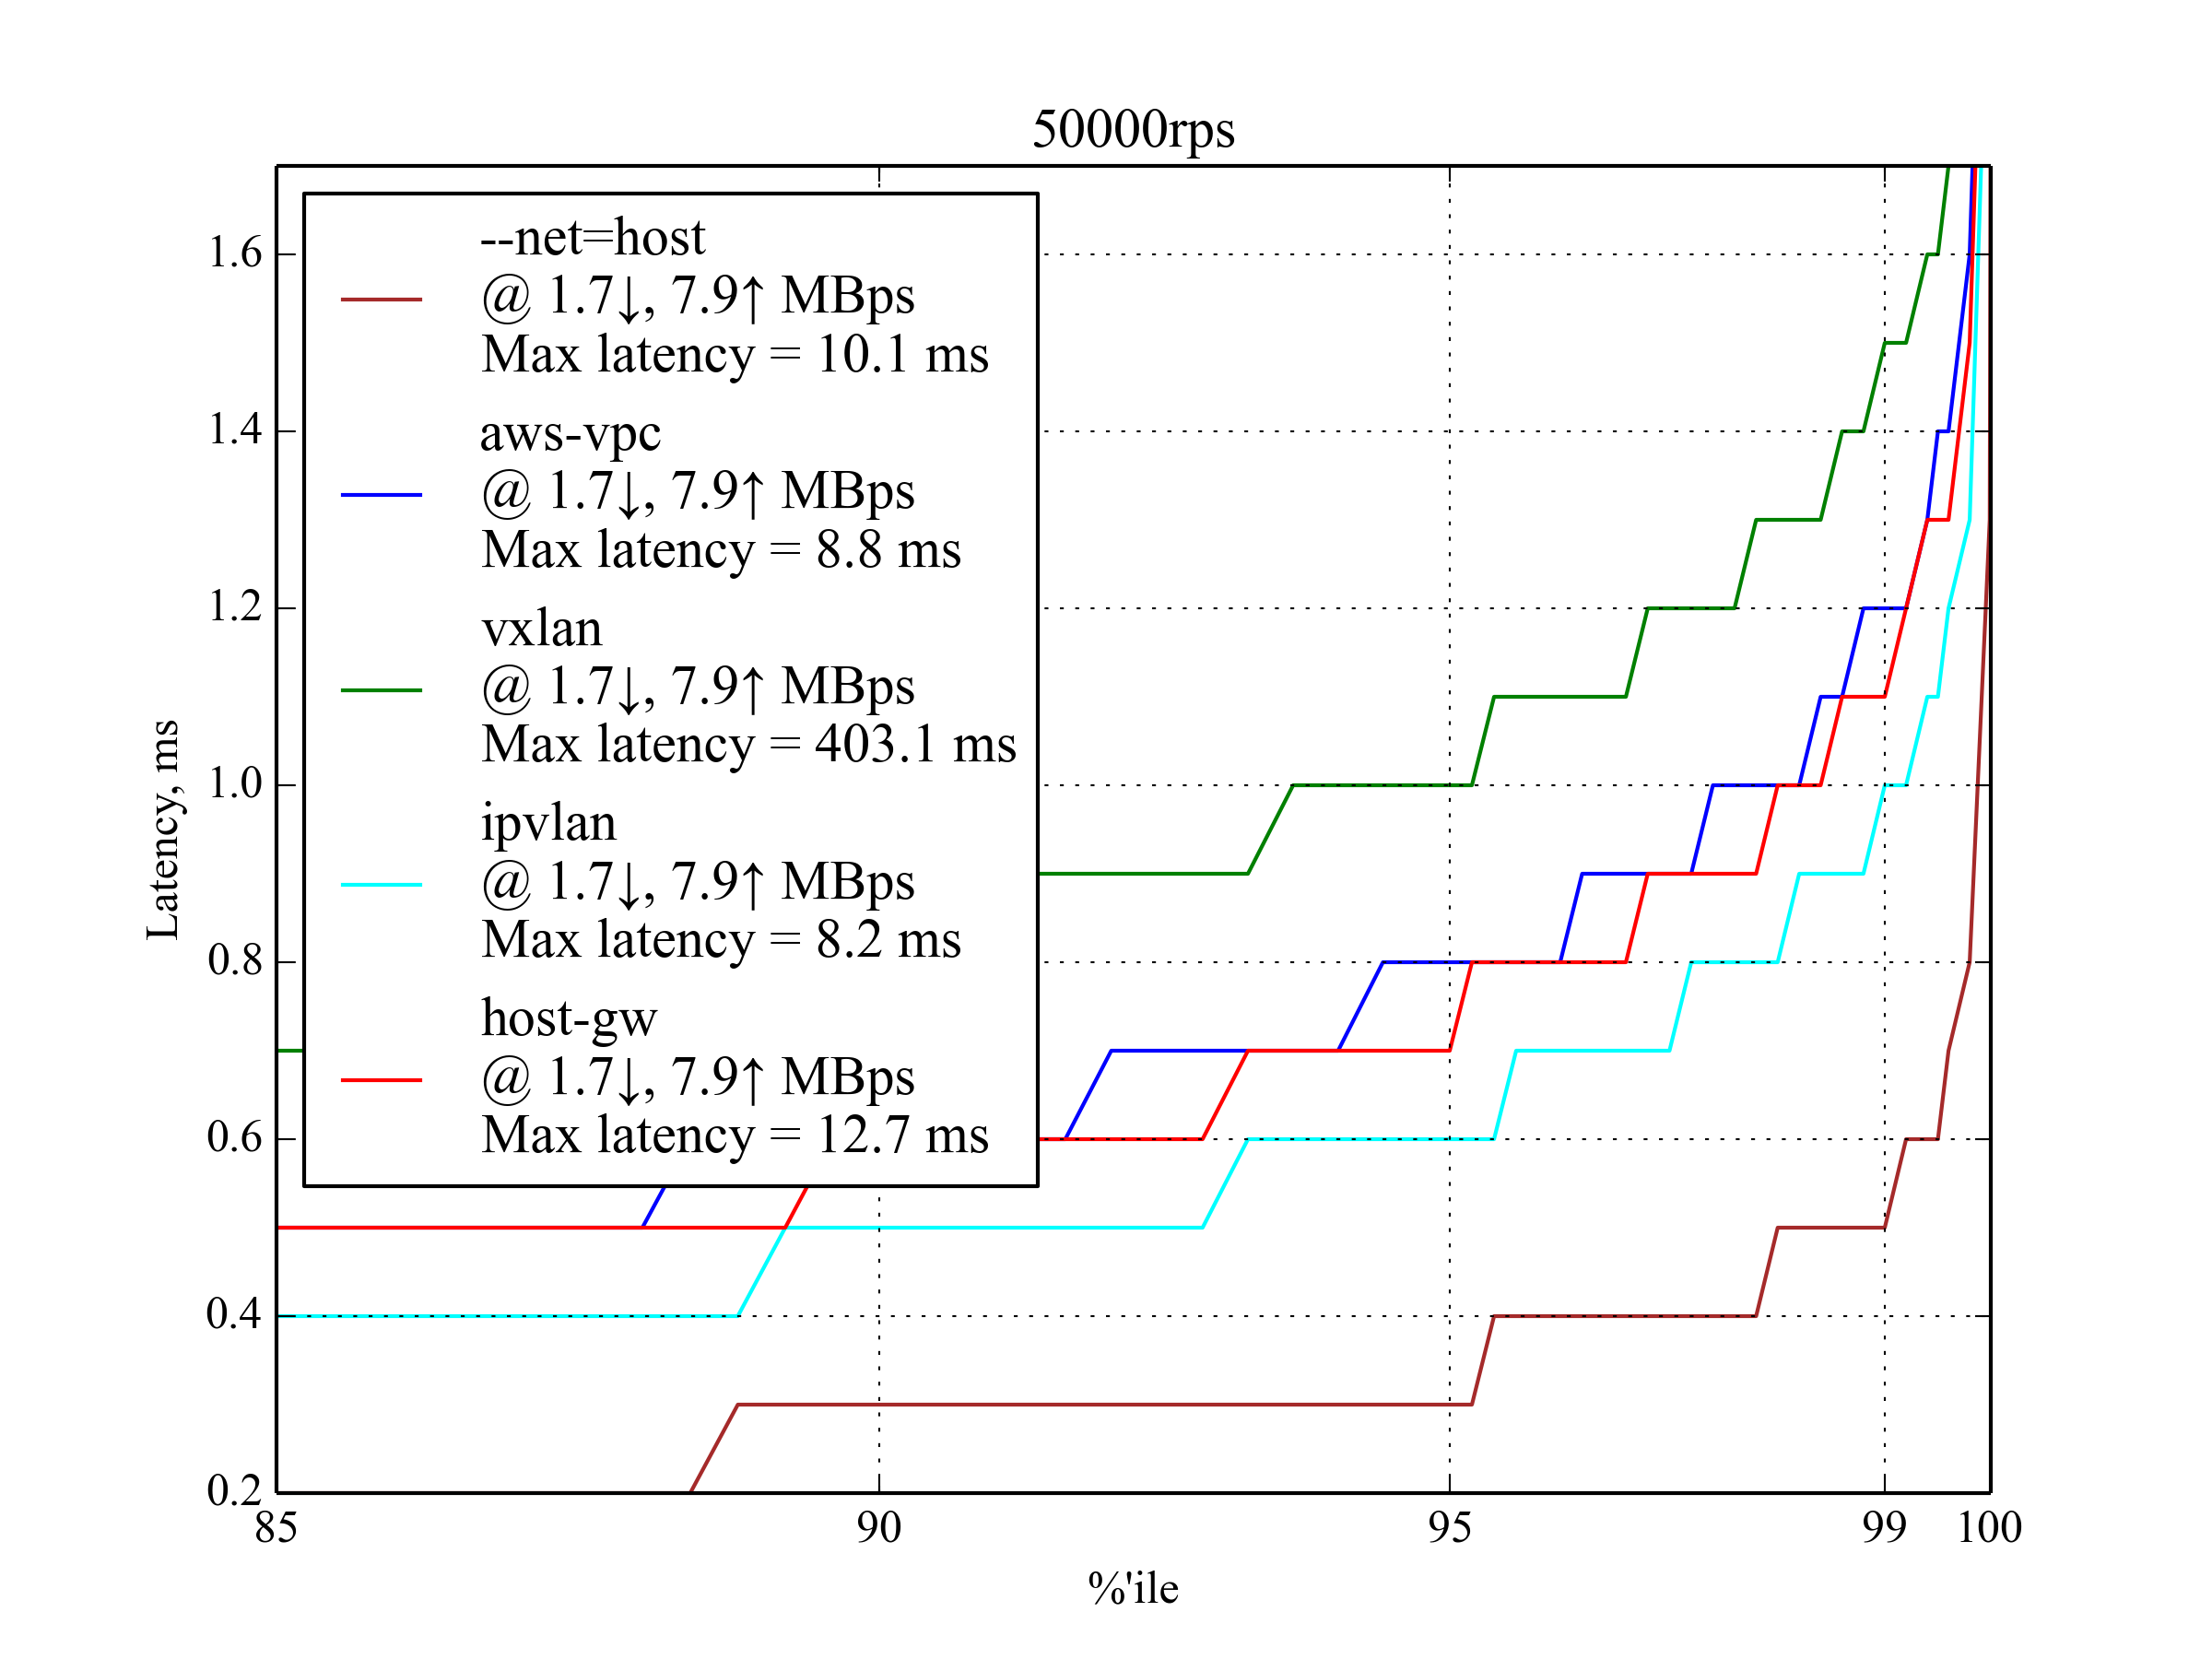 50000rps
--net=host
@ 1.7↓, 7.9↑ MBps
Max latency = 10.1 ms
aws-vpc
@ 1.7↓, 7.9↑ MBps
Max latency = 8.8 ms
vxlan
@ 1.7↓, 7.9↑ MBps
Max latency = 403.1 ms
ipvlan
@ 1.7↓, 7.9↑ MBps
Max latency = 8.2 ms
host-gw
@ 1.7↓, 7.9↑ MBps
Max latency = 12.7 ms
1.6
1.4
1.2
1.0
0.8
0.6
0.4
0.2
Latency, ms
85 90 95 99 100
%'ile